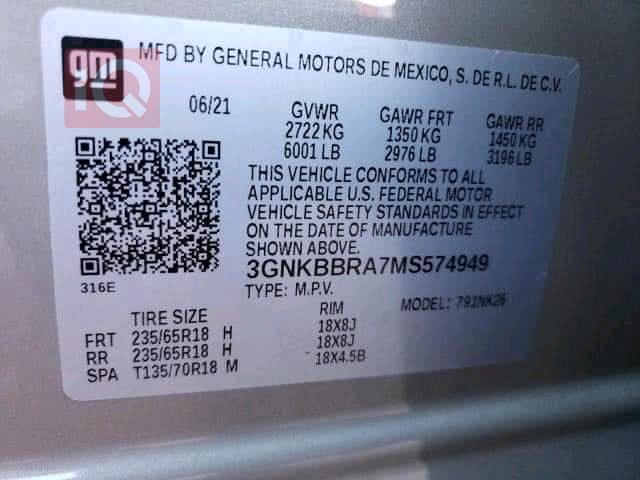 gm
IQ
MFD BY GENERAL MOTORS DE MEXICO, S. DE R.L. DE C.V.
06/21 GVWR GAWR FRT GAWR RR
2722 KG 1350 KG 1450 KG
6001 LB 2976 LB 3196 LB
THIS VEHICLE CONFORMS TO ALL
APPLICABLE U.S. FEDERAL MOTOR
VEHICLE SAFETY STANDARDS IN EFFECT
ON THE DATE OF MANUFACTURE
SHOWN ABOVE.
3GNKBBRA7MS574949
316E
TYPE: M.P.V. MODEL: 791NK26
TIRE SIZE RIM
FRT 235/65R18 H 18X8J
RR 235/65R18 H 18X8J
SPA T135/70R18 M 18X4.5B